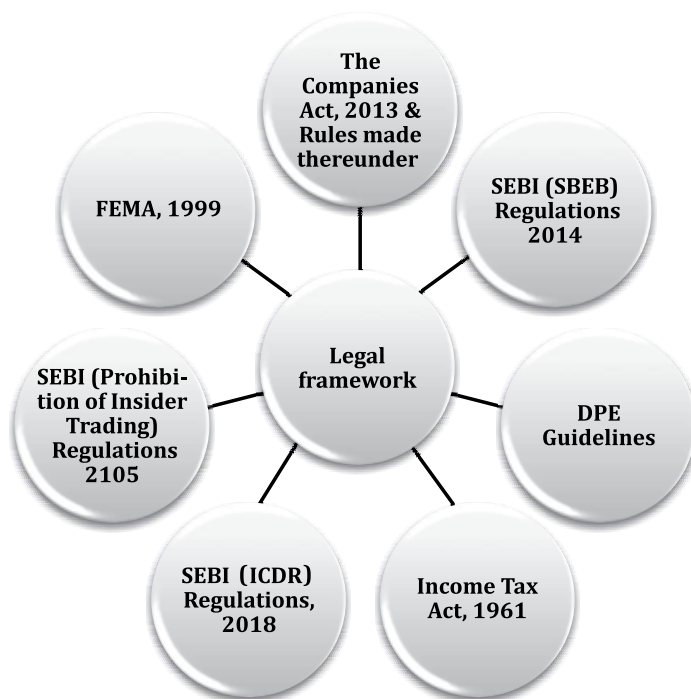 The
Companies
Act, 2013 &
Rules made
thereunder
SEBI (SBEB)
Regulations
2014
DPE
Guidelines
Income Tax
Act, 1961
SEBI (ICDR)
Regulations,
2018
SEBI (Prohibi-
tion of Insider
Trading)
Regulations
2105
FEMA, 1999
Legal
framework